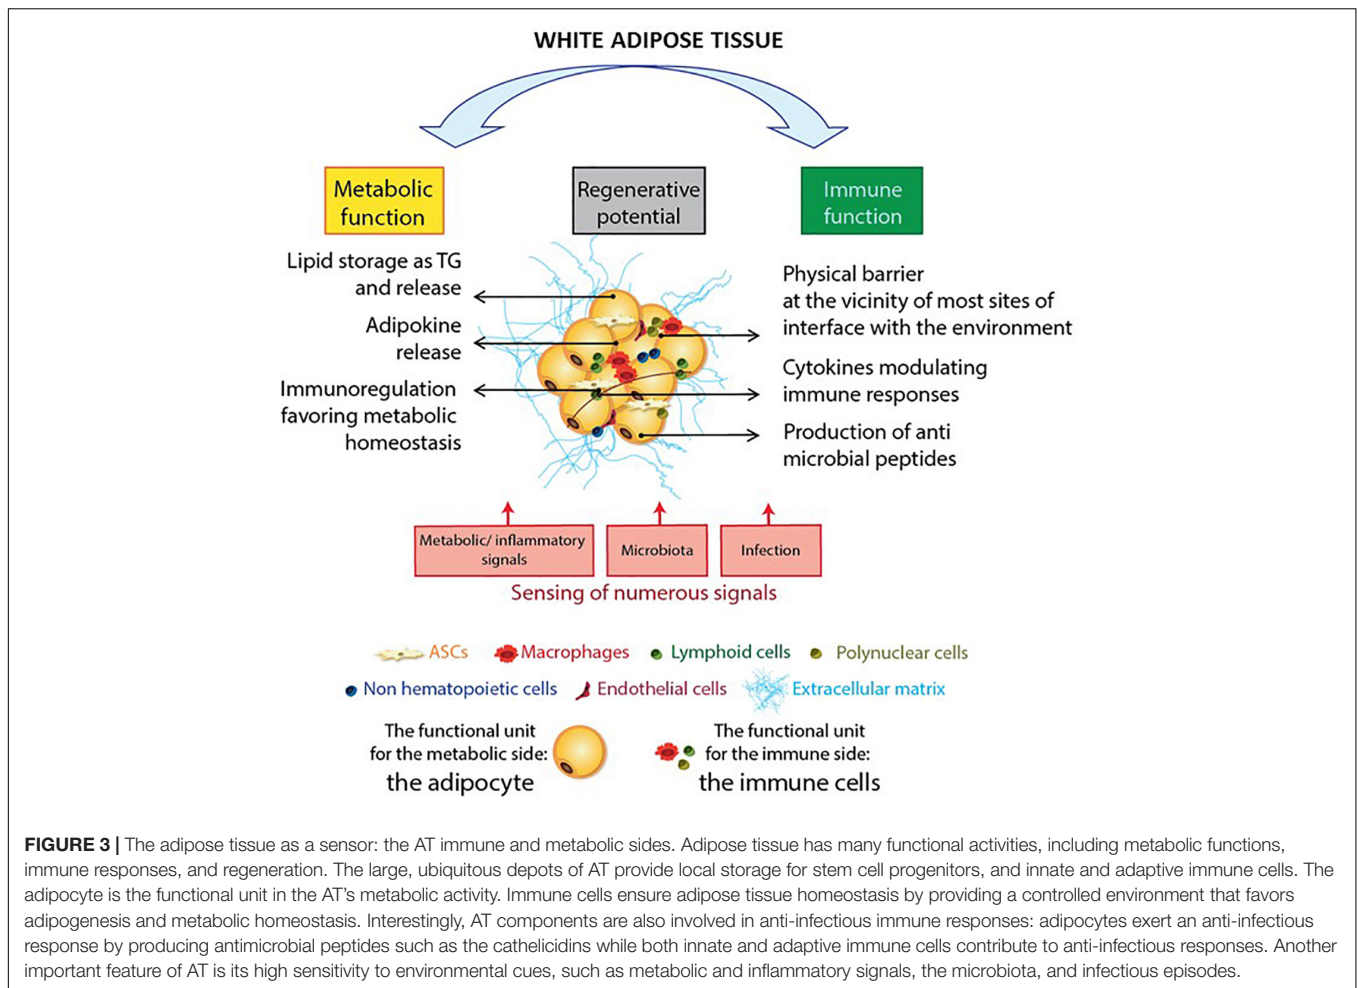 WHITE ADIPOSE TISSUE
Metabolic
function
Regenerative
potential
Immune
function
Lipid storage as TG
and release
Adipokine
release
Immunoregulation
favoring metabolic
homeostasis
Physical barrier
at the vicinity of most sites of
interface with the environment
Cytokines modulating
immune responses
Production of anti
microbial peptides
Metabolic/ inflammatory
signals
Microbiota
Infection
Sensing of numerous signals
ASCs Macrophages Lymphoid cells Polynuclear cells
Non hematopoietic cells Endothelial cells Extracellular matrix
The functional unit
for the metabolic side:
the adipocyte
The functional unit
for the immune side:
the immune cells
FIGURE 3 | The adipose tissue as a sensor: the AT immune and metabolic sides. Adipose tissue has many functional activities, including metabolic functions,
immune responses, and regeneration. The large, ubiquitous depots of AT provide local storage for stem cell progenitors, and innate and adaptive immune cells. The
adipocyte is the functional unit in the AT's metabolic activity. Immune cells ensure adipose tissue homeostasis by providing a controlled environment that favors
adipogenesis and metabolic homeostasis. Interestingly, AT components are also involved in anti-infectious immune responses: adipocytes exert an anti-infectious
response by producing antimicrobial peptides such as the cathelicidins while both innate and adaptive immune cells contribute to anti-infectious responses. Another
important feature of AT is its high sensitivity to environmental cues, such as metabolic and inflammatory signals, the microbiota, and infectious episodes.